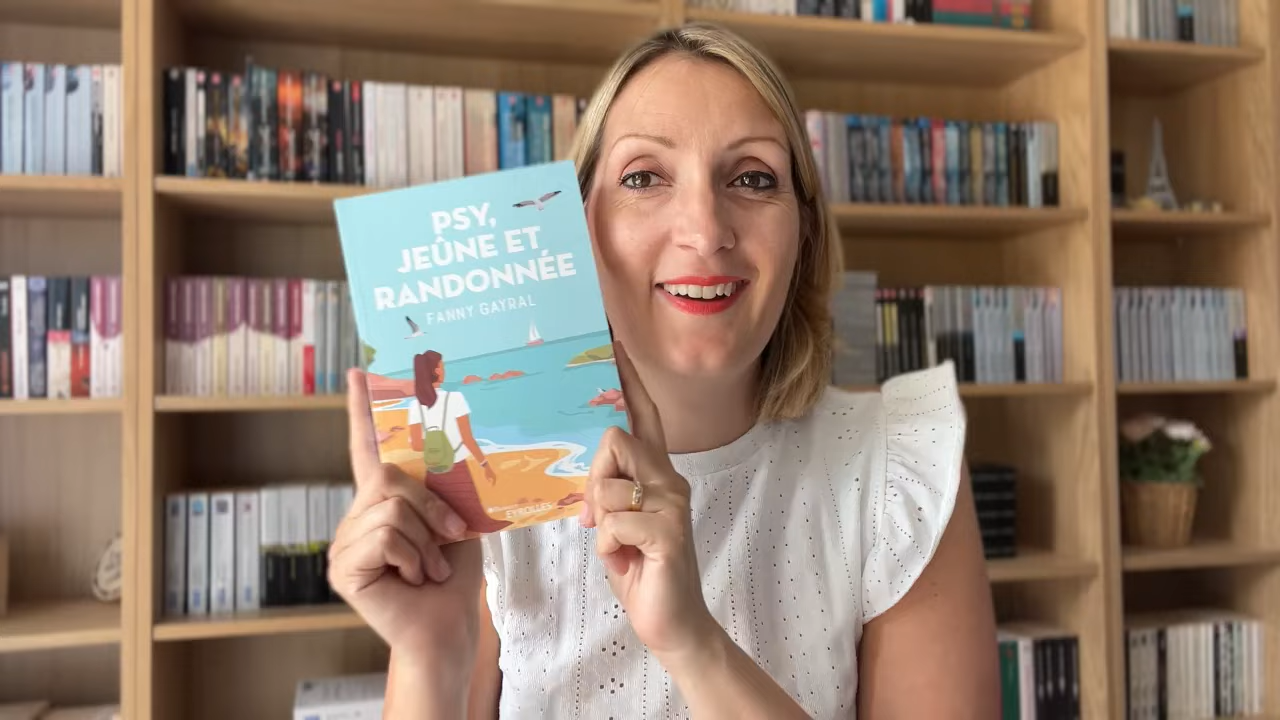 PSY,
JEÛNE ET
RANDONNÉE
FANNY GAYRAL
EYROLLES